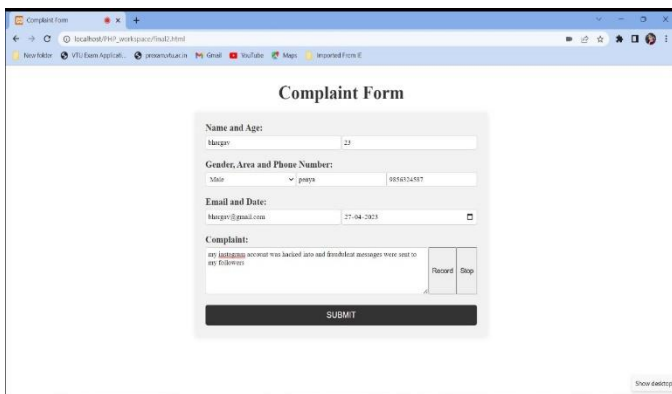 Complaint Form
localhost/PHP_workspace/final2.html
New folder VTU Exam Applicati... Gmail YouTube Maps Imported From IE
Complaint Form
Name and Age:
bhargav 23
Gender, Area and Phone Number:
Male peeya 9856324587
Email and Date:
bhargav@gmail.com 27-04-2023
Complaint:
my instagram account was hacked into and fraudulent messages were sent to
my followers
Record Stop
SUBMIT
Show desktop